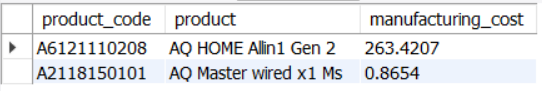 product_code product manufacturing_cost
A6121110208 AQ HOME Allin1 Gen 2 263.4207
A2118150101 AQ Master wired x1 Ms 0.8654